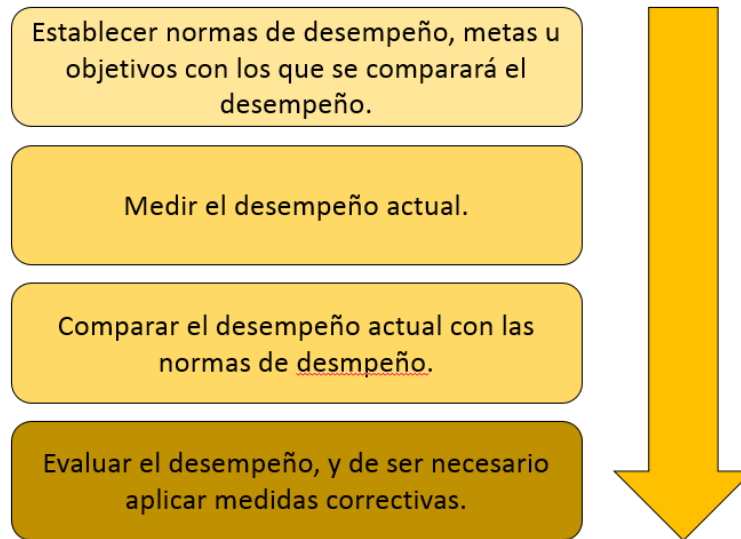 Establecer normas de desempeño, metas u
objetivos con los que se comparará el
desempeño.
Medir el desempeño actual.
Comparar el desempeño actual con las
normas de desmpeño.
Evaluar el desempeño, y de ser necesario
aplicar medidas correctivas.